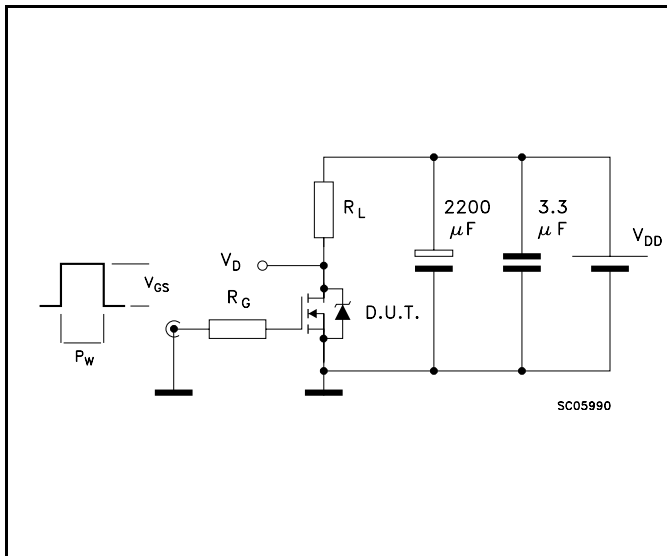 R_L
2200
μF
3.3
μF
V_DD
V_D
V_GS
R_G
D.U.T.
P_W
SC05990